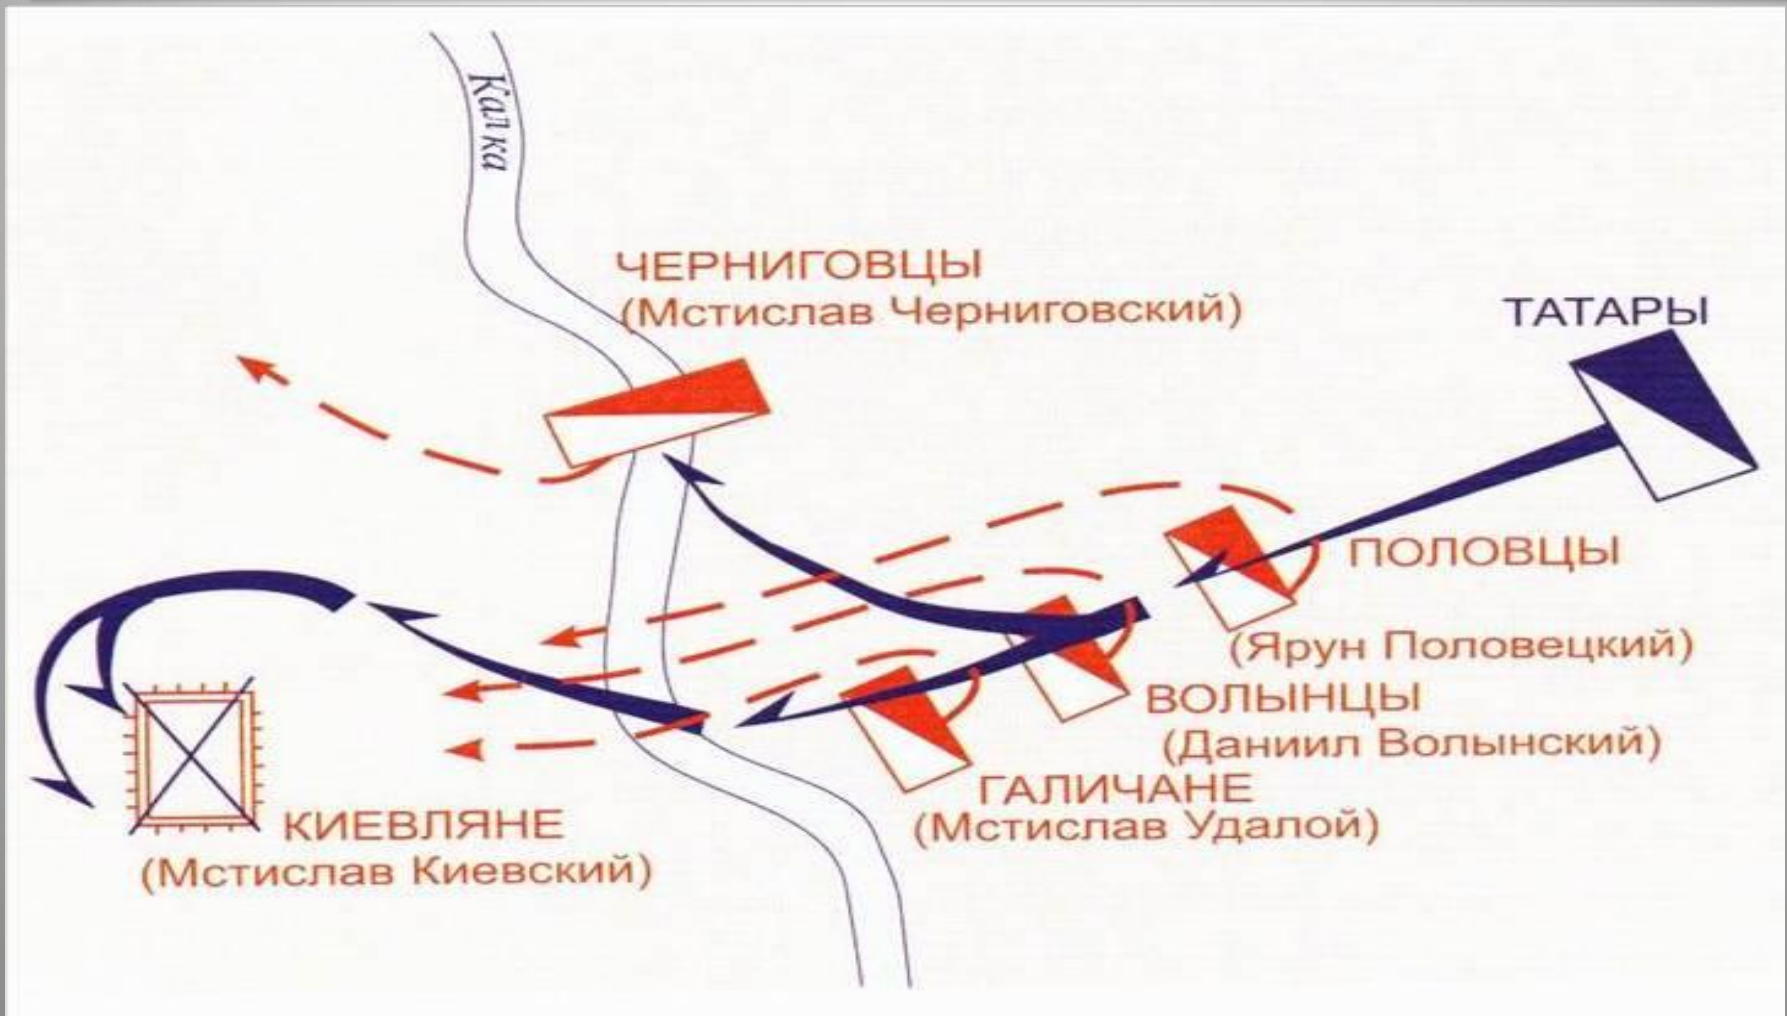 Калка
ЧЕРНИГОВЦЫ
(Мстислав Черниговский)
ТАТАРЫ
ПОЛОВЦЫ
(Ярун Половецкий)
ВОЛЫНЦЫ
(Даниил Волынский)
ГАЛИЧАНЕ
(Мстислав Удалой)
КИЕВЛЯНЕ
(Мстислав Киевский)